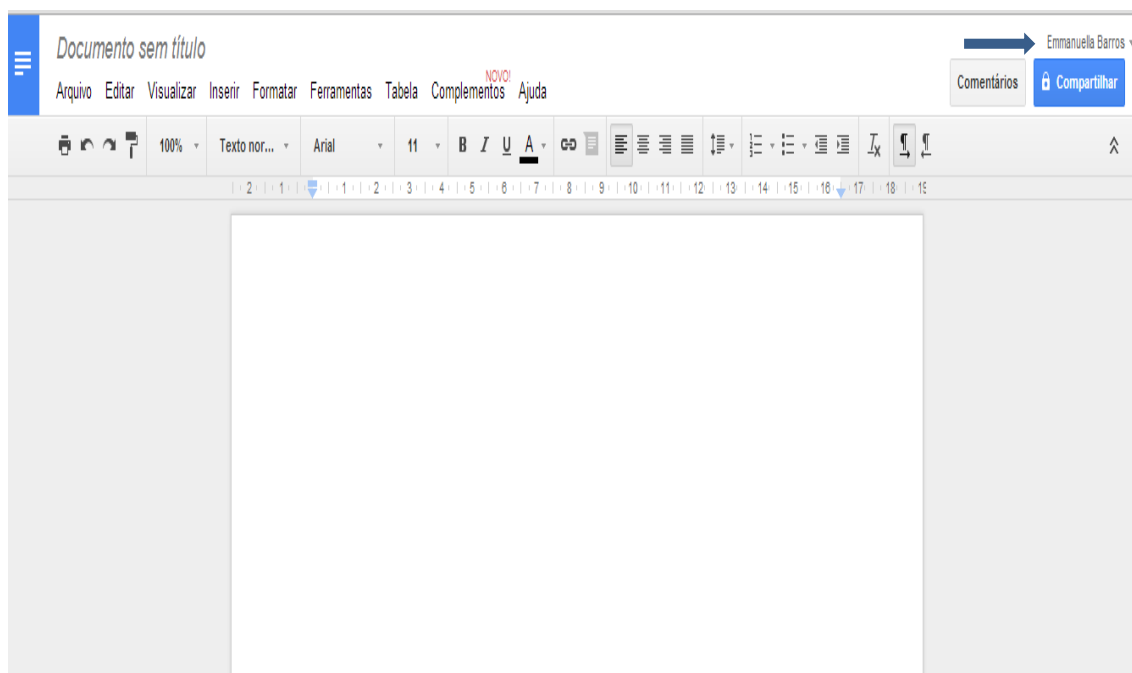 Documento sem título
Emmanuella Barros
NOVO!
Arquivo Editar Visualizar Inserir Formatar Ferramentas Tabela Complementos Ajuda
Comentários Compartilhar
100% Texto nor... Arial 11 B I U A
2 1 1 2 3 4 5 6 7 8 9 10 11 12 13 14 15 16 17 18 19